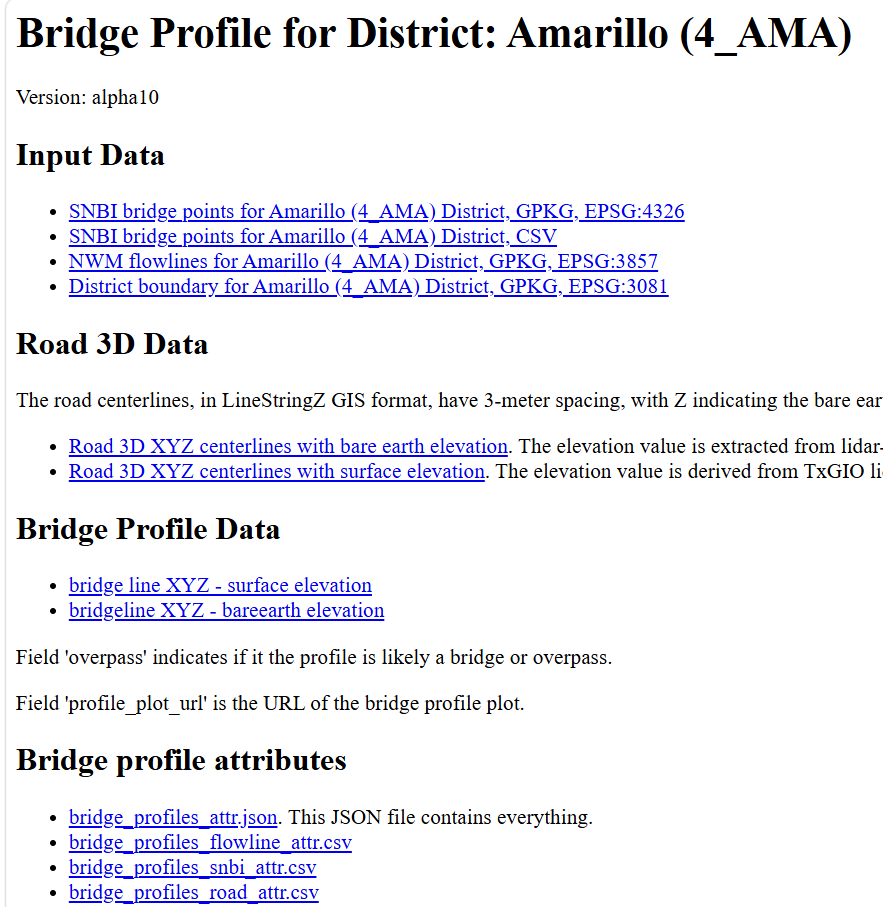 Bridge Profile for District: Amarillo (4_AMA)
Version: alpha10
Input Data
SNBI bridge points for Amarillo (4_AMA) District, GPKG, EPSG:4326
SNBI bridge points for Amarillo (4_AMA) District, CSV
NWM flowlines for Amarillo (4_AMA) District, GPKG, EPSG:3857
District boundary for Amarillo (4_AMA) District, GPKG, EPSG:3081
Road 3D Data
The road centerlines, in LineStringZ GIS format, have 3-meter spacing, with Z indicating the bare ear
Road 3D XYZ centerlines with bare earth elevation. The elevation value is extracted from lidar-
Road 3D XYZ centerlines with surface elevation. The elevation value is derived from TxGIO li
Bridge Profile Data
bridge line XYZ - surface elevation
bridgeline XYZ - bareearth elevation
Field 'overpass' indicates if it the profile is likely a bridge or overpass.
Field 'profile_plot_url' is the URL of the bridge profile plot.
Bridge profile attributes
bridge_profiles_attr.json. This JSON file contains everything.
bridge_profiles_flowline_attr.csv
bridge_profiles_snbi_attr.csv
bridge_profiles_road_attr.csv